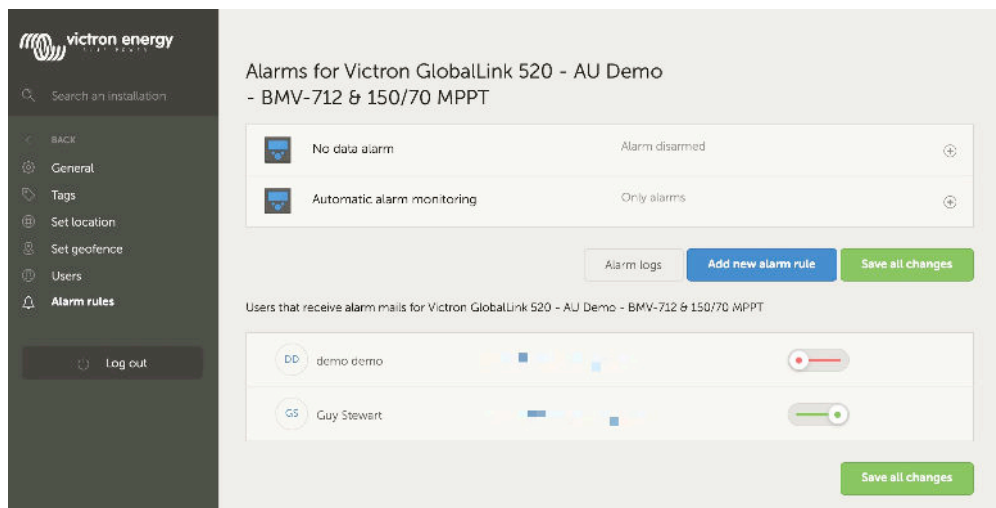 victron energy
BLUE POWER
Search an installation
BACK
General
Tags
Set location
Set geofence
Users
Alarm rules
Log out
Alarms for Victron GlobalLink 520 - AU Demo
- BMV-712 & 150/70 MPPT
No data alarm
Alarm disarmed
Automatic alarm monitoring
Only alarms
Alarm logs
Add new alarm rule
Save all changes
Users that receive alarm mails for Victron GlobalLink 520 - AU Demo - BMV-712 & 150/70 MPPT
DD
demo demo
GS
Guy Stewart
Save all changes